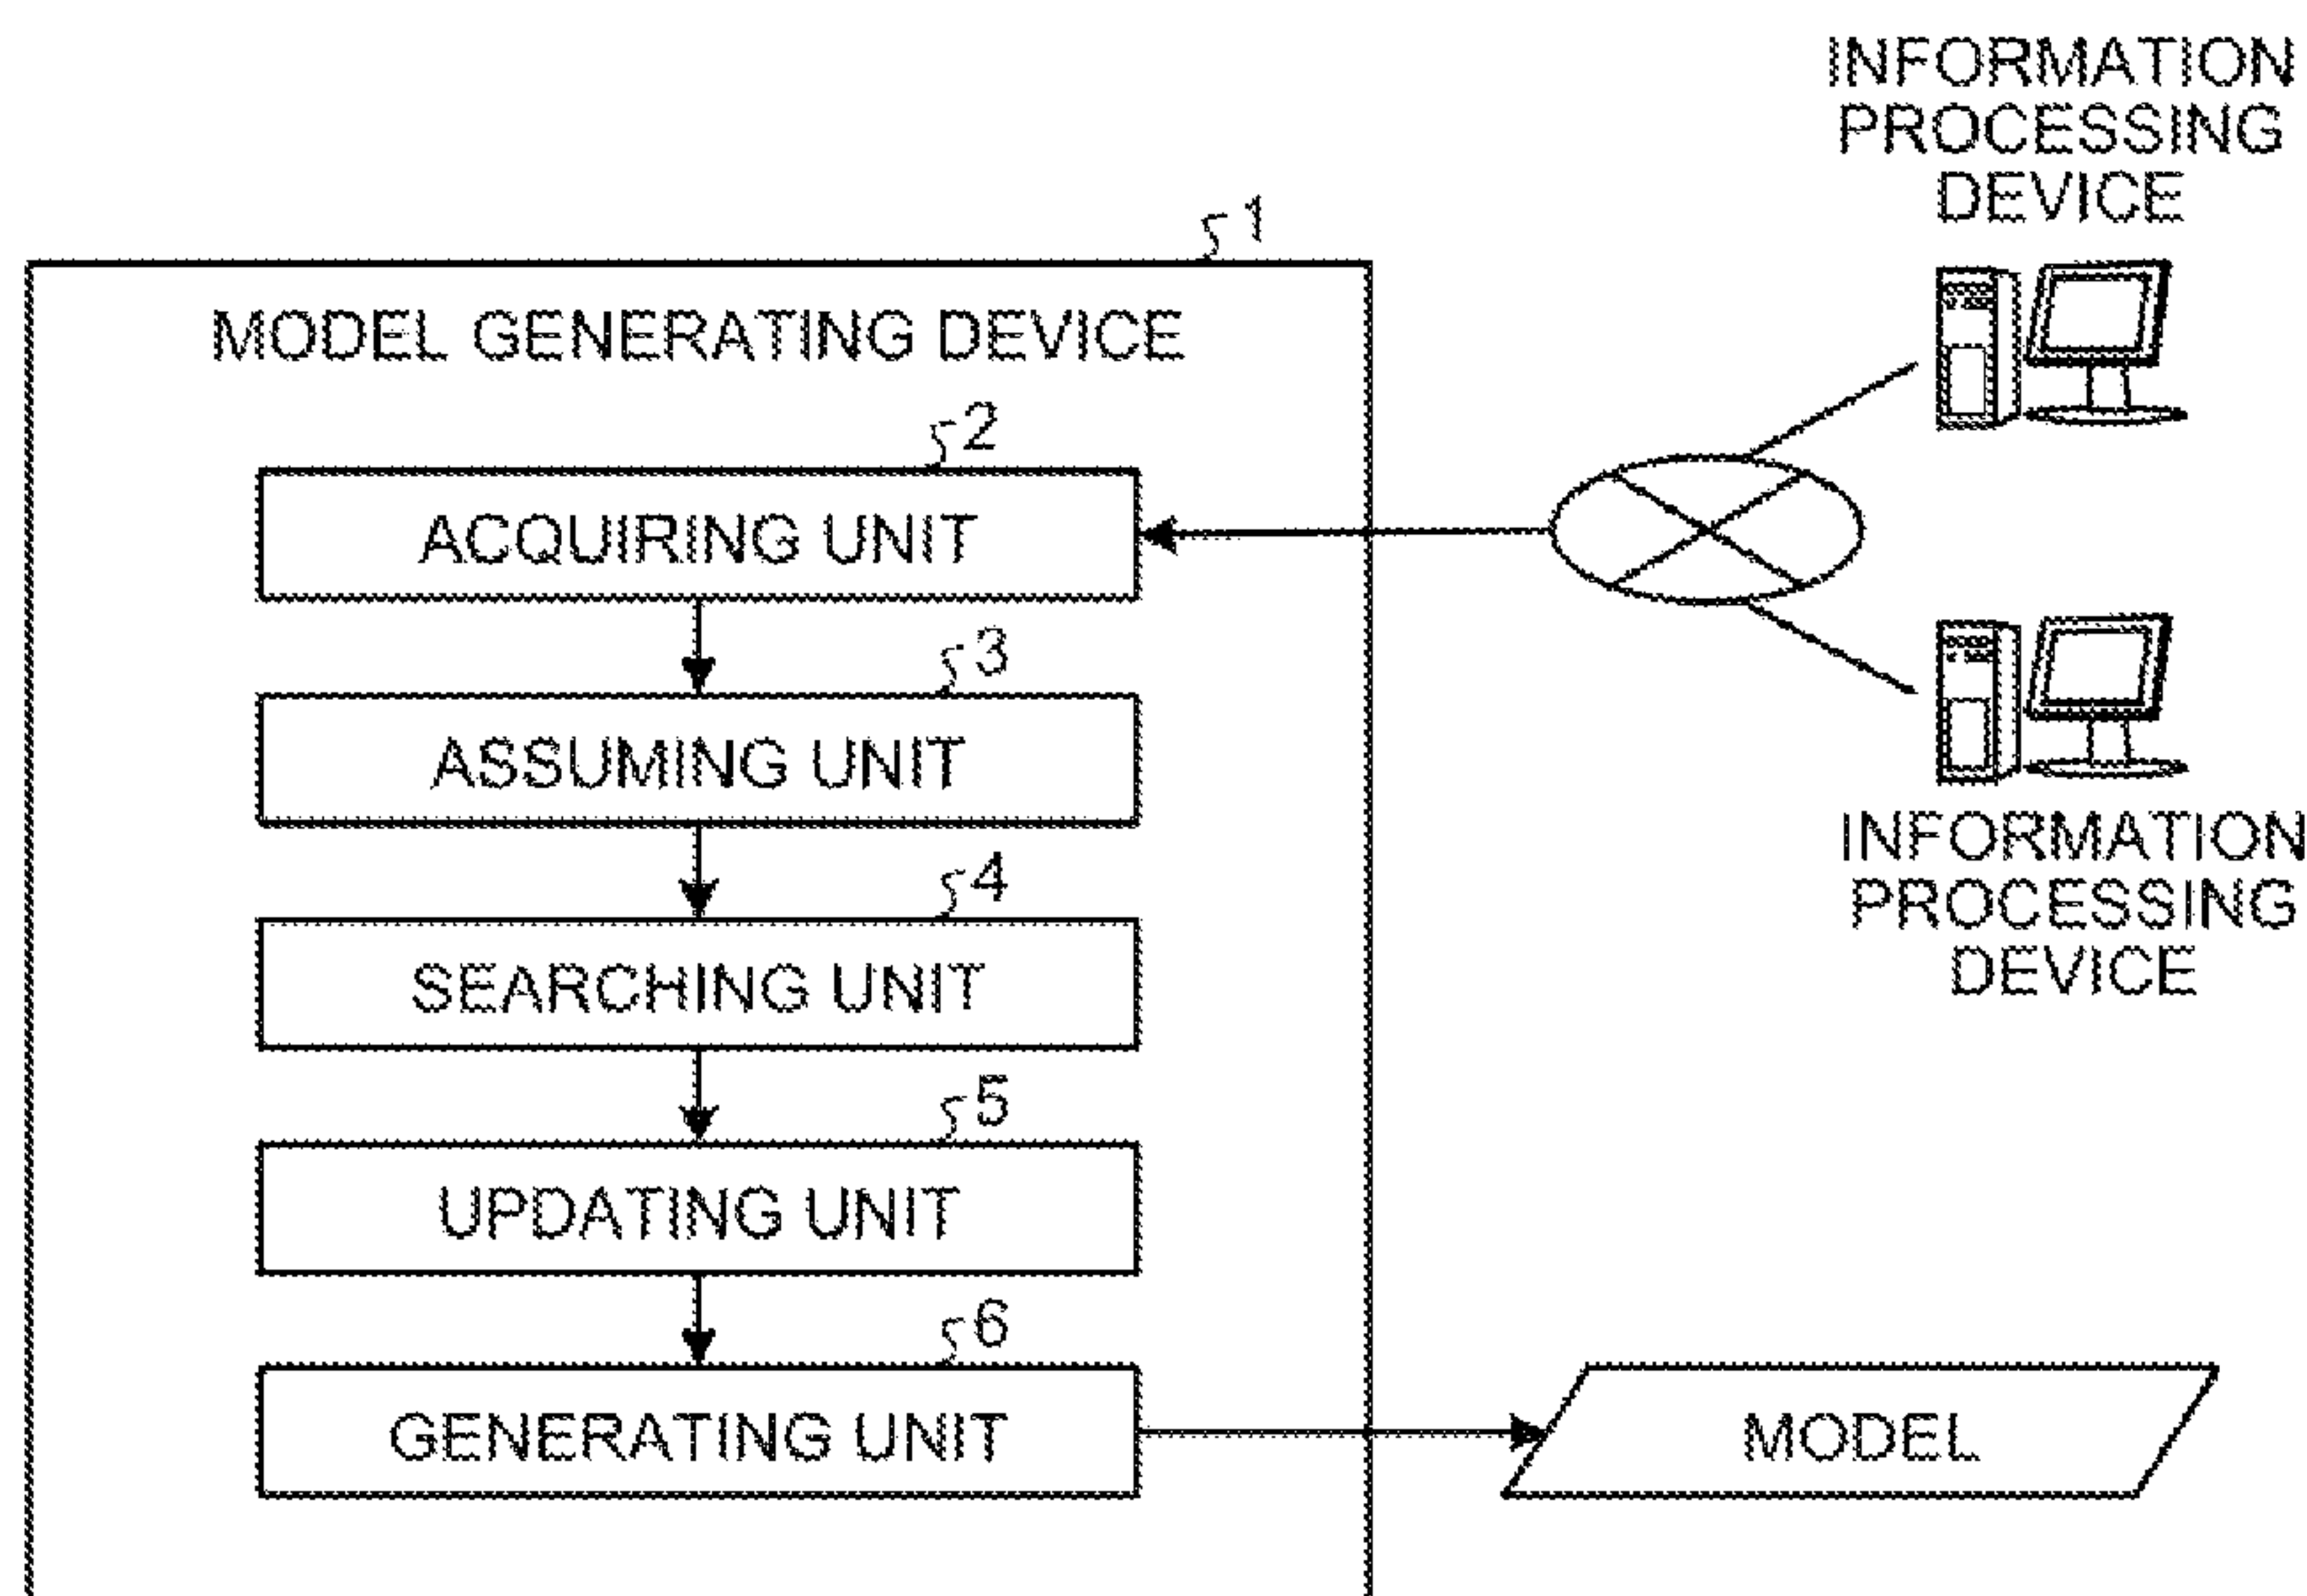 INFORMATION
PROCESSING
DEVICE
1
MODEL GENERATING DEVICE
2
ACQUIRING UNIT
3
ASSUMING UNIT
4
SEARCHING UNIT
INFORMATION
PROCESSING
DEVICE
5
UPDATING UNIT
6
GENERATING UNIT
MODEL